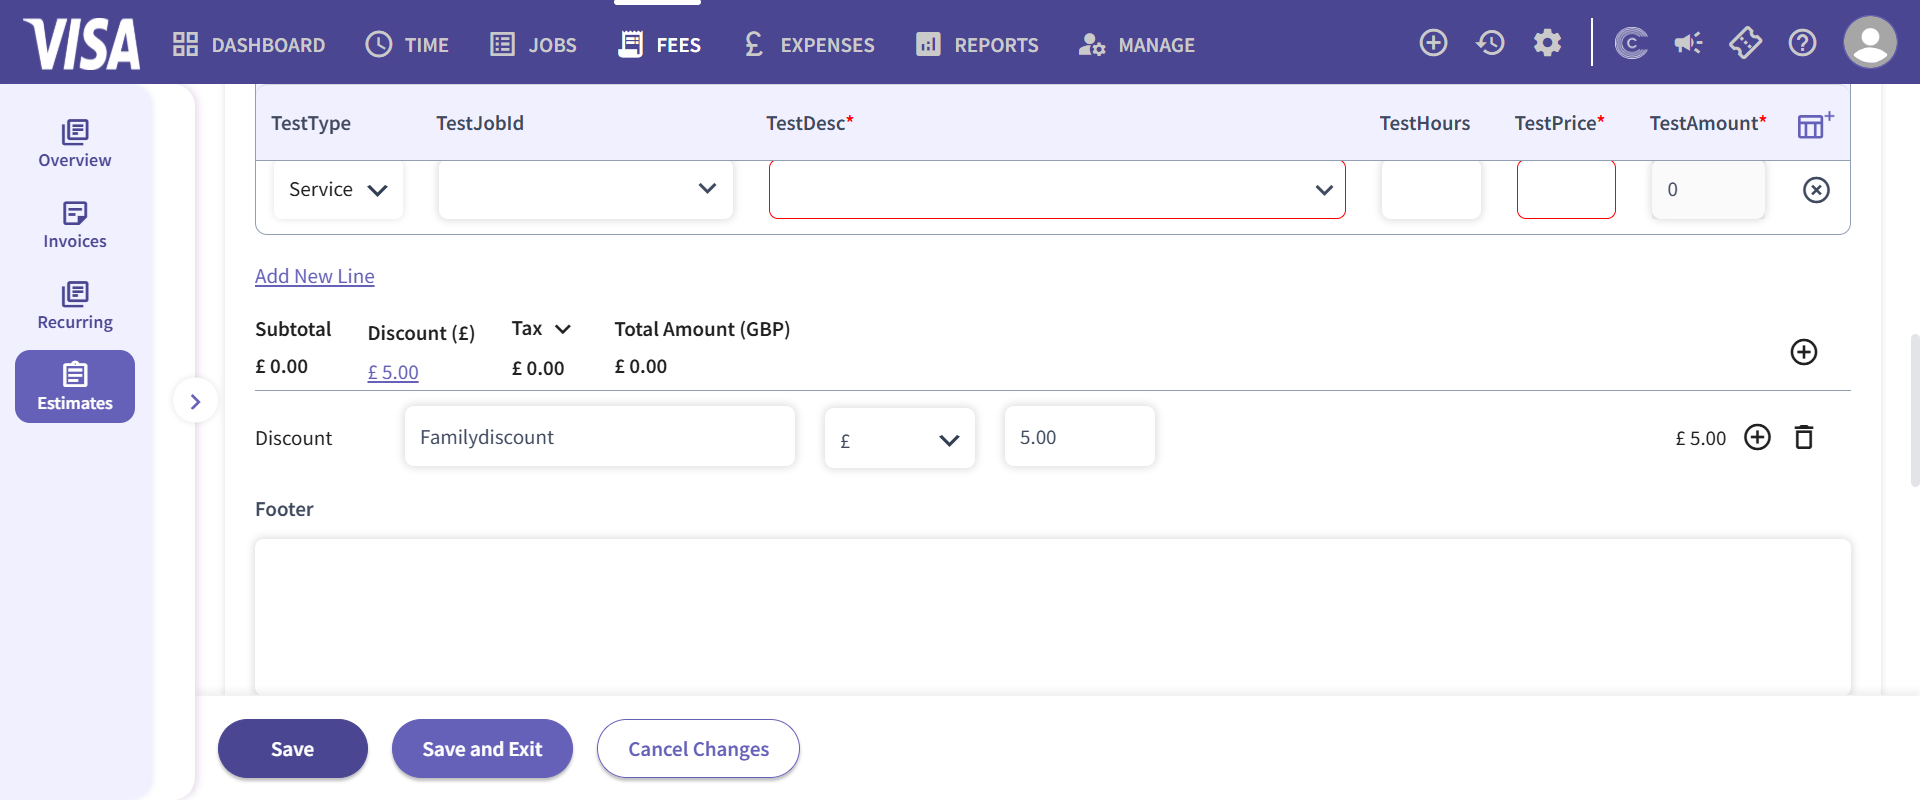 VISA DASHBOARD TIME JOBS FEES £ EXPENSES REPORTS MANAGE
Overview
Invoices
Recurring
Estimates
TestType TestJobId TestDesc* TestHours TestPrice* TestAmount*
Service 0
Add New Line
Subtotal Discount (£) Tax Total Amount (GBP)
£ 0.00 £ 5.00 £ 0.00 £ 0.00
Discount Familydiscount £ 5.00 £ 5.00
Footer
Save Save and Exit Cancel Changes